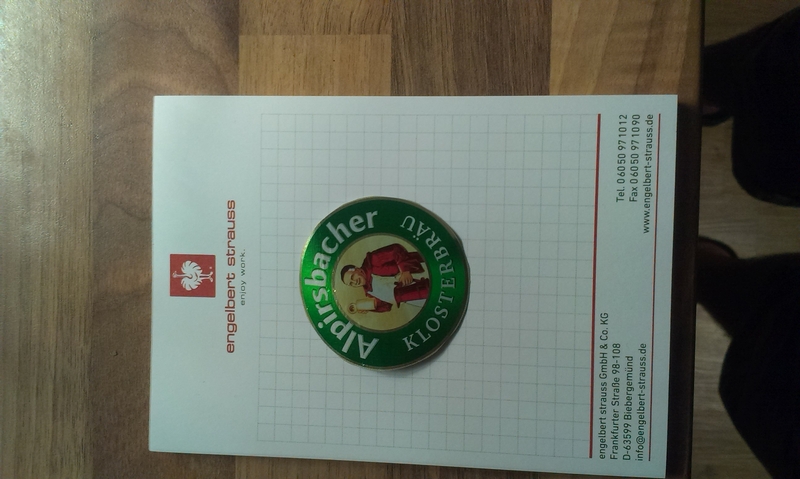 engelbert strauss
enjoy work.
Alpirsbacher
KLOSTERBRÄU
engelbert strauss GmbH & Co. KG
Frankfurter Straße 98-108
D-63599 Biebergemünd
info@engelbert-strauss.de
Tel. 0 60 50 97 10 12
Fax 0 60 50 97 10 90
www.engelbert-strauss.de